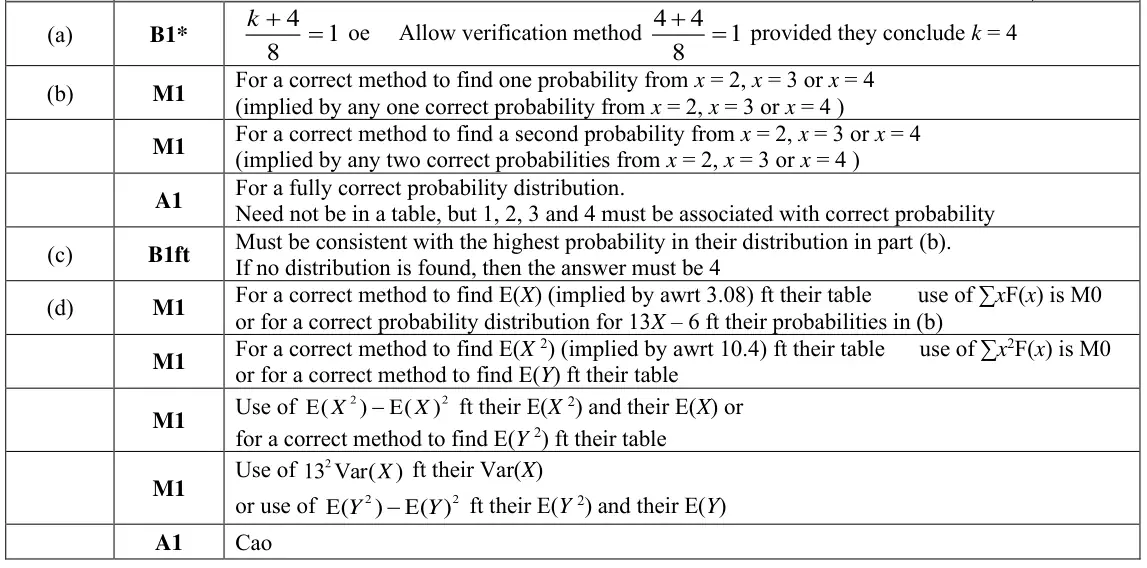 (a) B1* (k + 4)/8 = 1 oe Allow verification method (4 + 4)/8 = 1 provided they conclude k = 4
(b) M1 For a correct method to find one probability from x = 2, x = 3 or x = 4
(implied by any one correct probability from x = 2, x = 3 or x = 4 )
M1 For a correct method to find a second probability from x = 2, x = 3 or x = 4
(implied by any two correct probabilities from x = 2, x = 3 or x = 4 )
A1 For a fully correct probability distribution.
Need not be in a table, but 1, 2, 3 and 4 must be associated with correct probability
(c) B1ft Must be consistent with the highest probability in their distribution in part (b).
If no distribution is found, then the answer must be 4
(d) M1 For a correct method to find E(X) (implied by awrt 3.08) ft their table use of ∑xF(x) is M0
or for a correct probability distribution for 13X – 6 ft their probabilities in (b)
M1 For a correct method to find E(X ²) (implied by awrt 10.4) ft their table use of ∑x²F(x) is M0
or for a correct method to find E(Y) ft their table
M1 Use of E(X ²) − E(X)² ft their E(X ²) and their E(X) or
for a correct method to find E(Y ²) ft their table
M1 Use of 13² Var(X) ft their Var(X)
or use of E(Y²) − E(Y)² ft their E(Y ²) and their E(Y)
A1 Cao